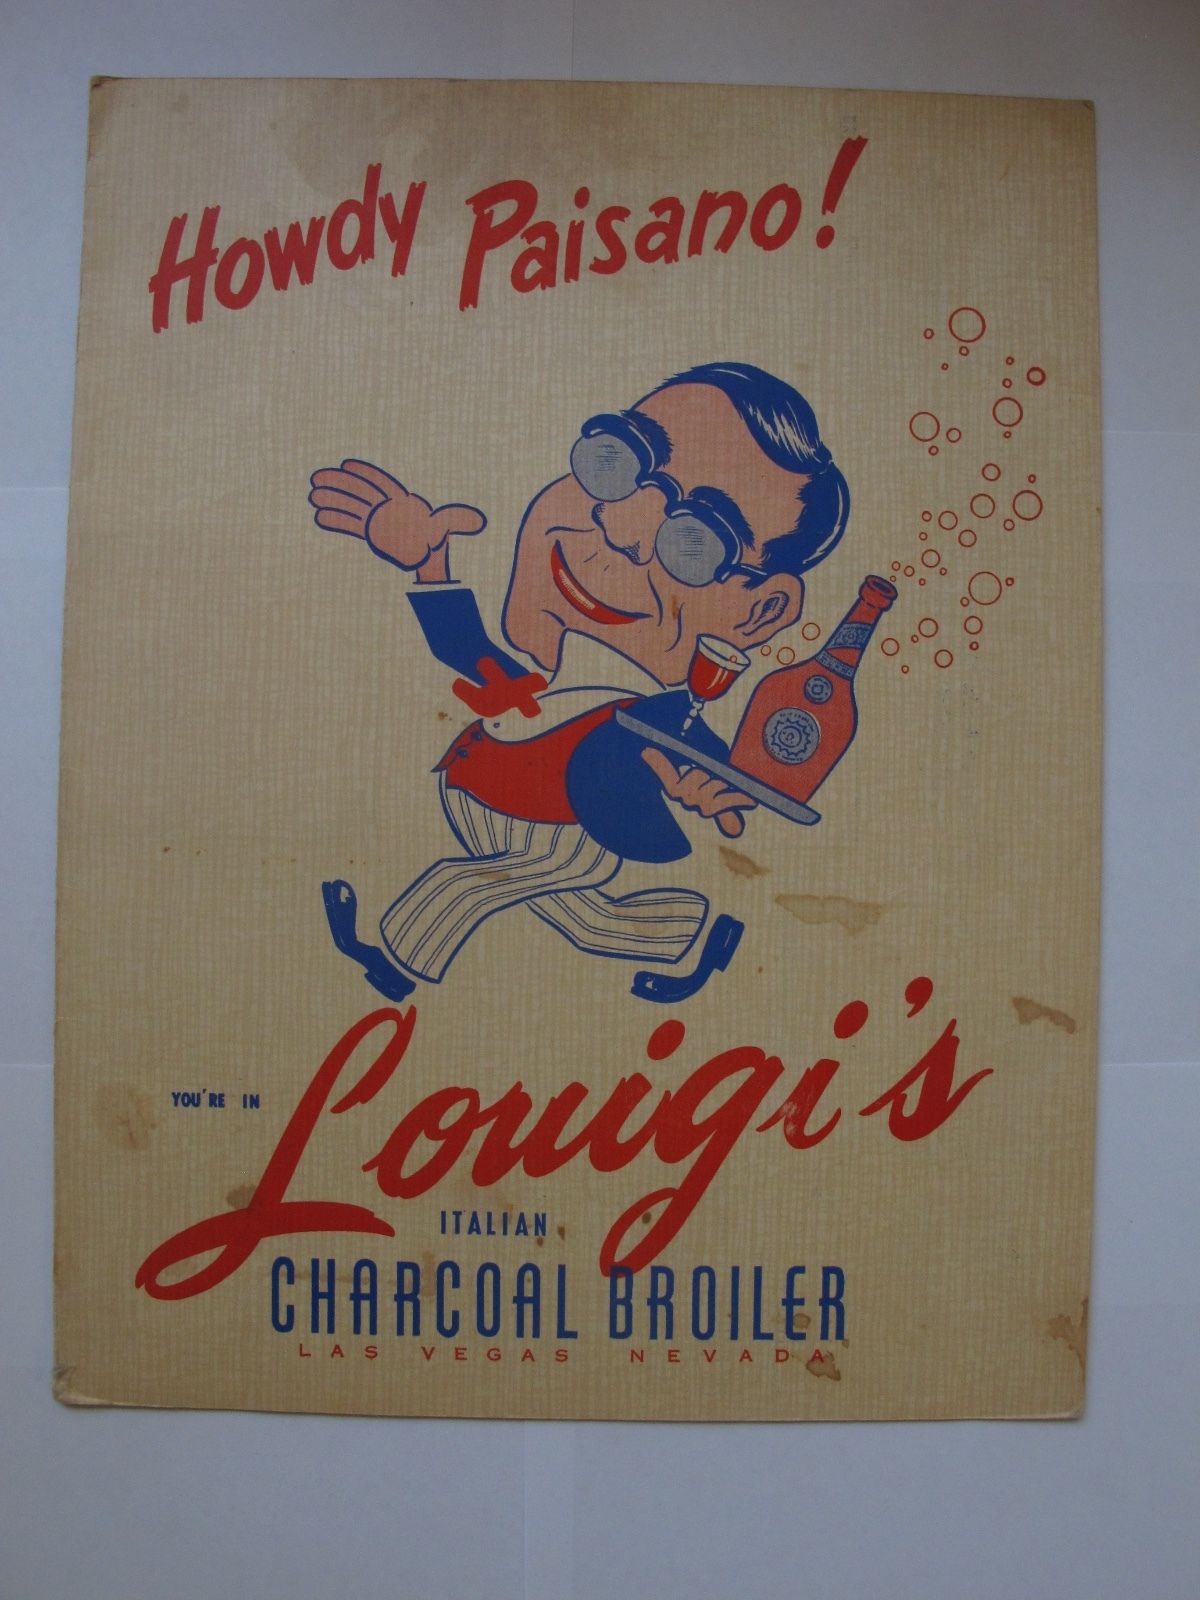 Howdy Paisano!
YOU'RE IN
Louigi's
ITALIAN
CHARCOAL BROILER
LAS VEGAS NEVADA